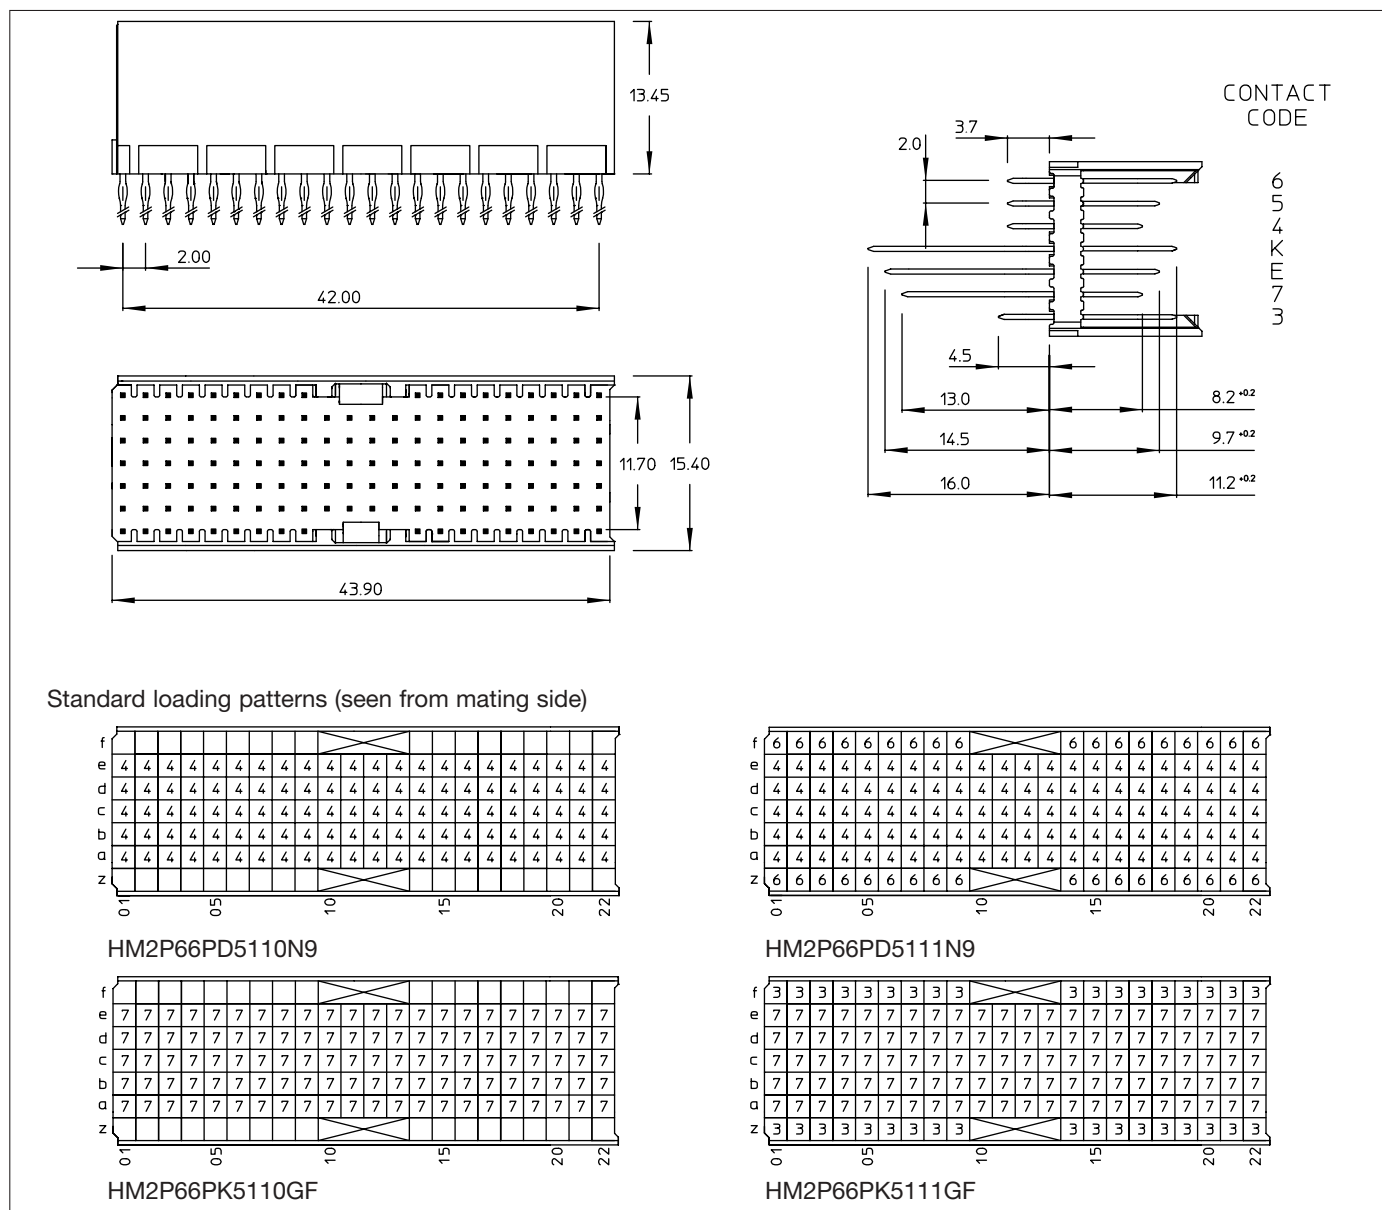 13.45
2.00
42.00
11.70
15.40
43.90
CONTACT
CODE
3.7
2.0
6
5
4
K
E
7
3
4.5
13.0
8.2 +0.2
14.5
9.7 +0.2
16.0
11.2 +0.2
Standard loading patterns (seen from mating side)
f
e 4 4 4 4 4 4 4 4 4 4 4 4 4 4 4 4 4 4 4 4 4 4
d 4 4 4 4 4 4 4 4 4 4 4 4 4 4 4 4 4 4 4 4 4 4
c 4 4 4 4 4 4 4 4 4 4 4 4 4 4 4 4 4 4 4 4 4 4
b 4 4 4 4 4 4 4 4 4 4 4 4 4 4 4 4 4 4 4 4 4 4
a 4 4 4 4 4 4 4 4 4 4 4 4 4 4 4 4 4 4 4 4 4 4
z
01 05 10 15 20 22
HM2P66PD5110N9
f 6 6 6 6 6 6 6 6 6 6 6 6 6 6 6 6 6 6
e 4 4 4 4 4 4 4 4 4 4 4 4 4 4 4 4 4 4 4 4 4 4
d 4 4 4 4 4 4 4 4 4 4 4 4 4 4 4 4 4 4 4 4 4 4
c 4 4 4 4 4 4 4 4 4 4 4 4 4 4 4 4 4 4 4 4 4 4
b 4 4 4 4 4 4 4 4 4 4 4 4 4 4 4 4 4 4 4 4 4 4
a 4 4 4 4 4 4 4 4 4 4 4 4 4 4 4 4 4 4 4 4 4 4
z 6 6 6 6 6 6 6 6 6 6 6 6 6 6 6 6 6 6
01 05 10 15 20 22
HM2P66PD5111N9
f
e 7 7 7 7 7 7 7 7 7 7 7 7 7 7 7 7 7 7 7 7 7 7
d 7 7 7 7 7 7 7 7 7 7 7 7 7 7 7 7 7 7 7 7 7 7
c 7 7 7 7 7 7 7 7 7 7 7 7 7 7 7 7 7 7 7 7 7 7
b 7 7 7 7 7 7 7 7 7 7 7 7 7 7 7 7 7 7 7 7 7 7
a 7 7 7 7 7 7 7 7 7 7 7 7 7 7 7 7 7 7 7 7 7 7
z
01 05 10 15 20 22
HM2P66PK5110GF
f 3 3 3 3 3 3 3 3 3 3 3 3 3 3 3 3 3 3
e 7 7 7 7 7 7 7 7 7 7 7 7 7 7 7 7 7 7 7 7 7 7
d 7 7 7 7 7 7 7 7 7 7 7 7 7 7 7 7 7 7 7 7 7 7
c 7 7 7 7 7 7 7 7 7 7 7 7 7 7 7 7 7 7 7 7 7 7
b 7 7 7 7 7 7 7 7 7 7 7 7 7 7 7 7 7 7 7 7 7 7
a 7 7 7 7 7 7 7 7 7 7 7 7 7 7 7 7 7 7 7 7 7 7
z 3 3 3 3 3 3 3 3 3 3 3 3 3 3 3 3 3 3
01 05 10 15 20 22
HM2P66PK5111GF